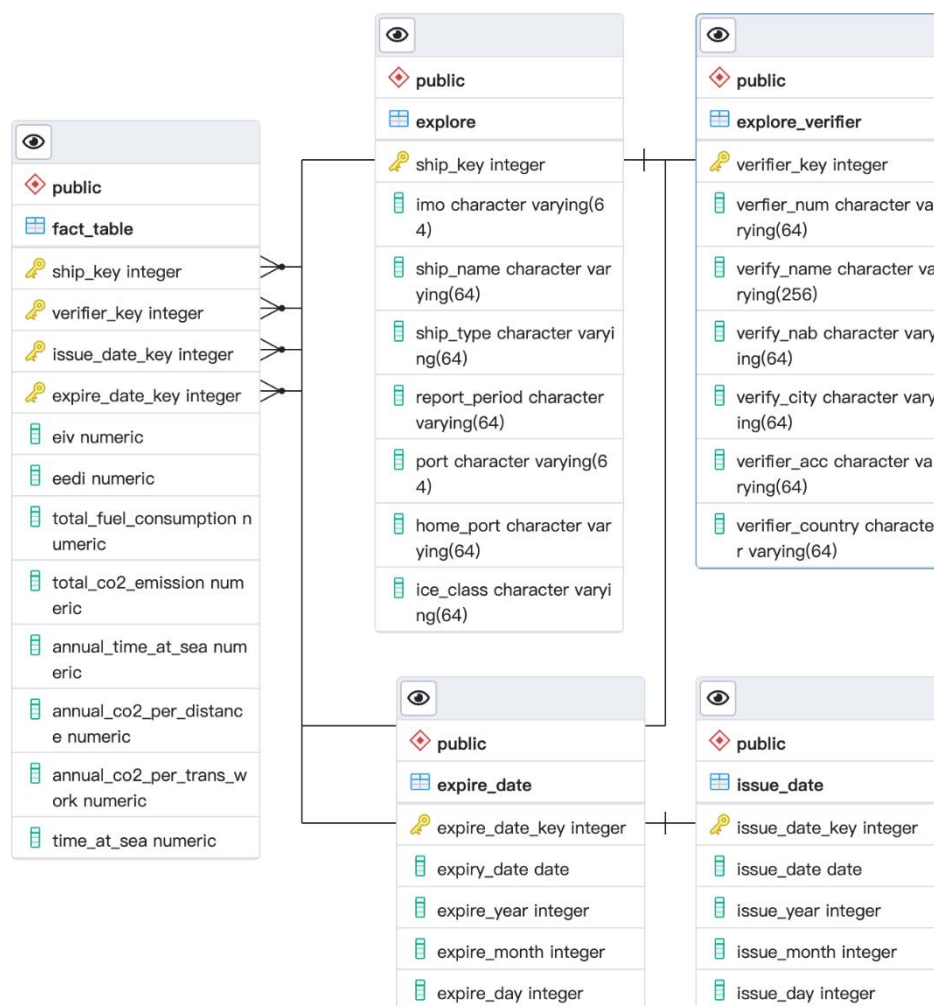 public
fact_table
ship_key integer
verifier_key integer
issue_date_key integer
expire_date_key integer
eiv numeric
eedi numeric
total_fuel_consumption n
umeric
total_co2_emission num
eric
annual_time_at_sea num
eric
annual_co2_per_distanc
e numeric
annual_co2_per_trans_w
ork numeric
time_at_sea numeric
public
explore
ship_key integer
imo character varying(6
4)
ship_name character var
ying(64)
ship_type character varyi
ng(64)
report_period character
varying(64)
port character varying(6
4)
home_port character var
ying(64)
ice_class character varyi
ng(64)
public
explore_verifier
verifier_key integer
verfier_num character va
rying(64)
verify_name character va
rying(256)
verify_nab character vary
ing(64)
verify_city character vary
ing(64)
verifier_acc character va
rying(64)
verifier_country characte
r varying(64)
public
expire_date
expire_date_key integer
expiry_date date
expire_year integer
expire_month integer
expire_day integer
public
issue_date
issue_date_key integer
issue_date date
issue_year integer
issue_month integer
issue_day integer